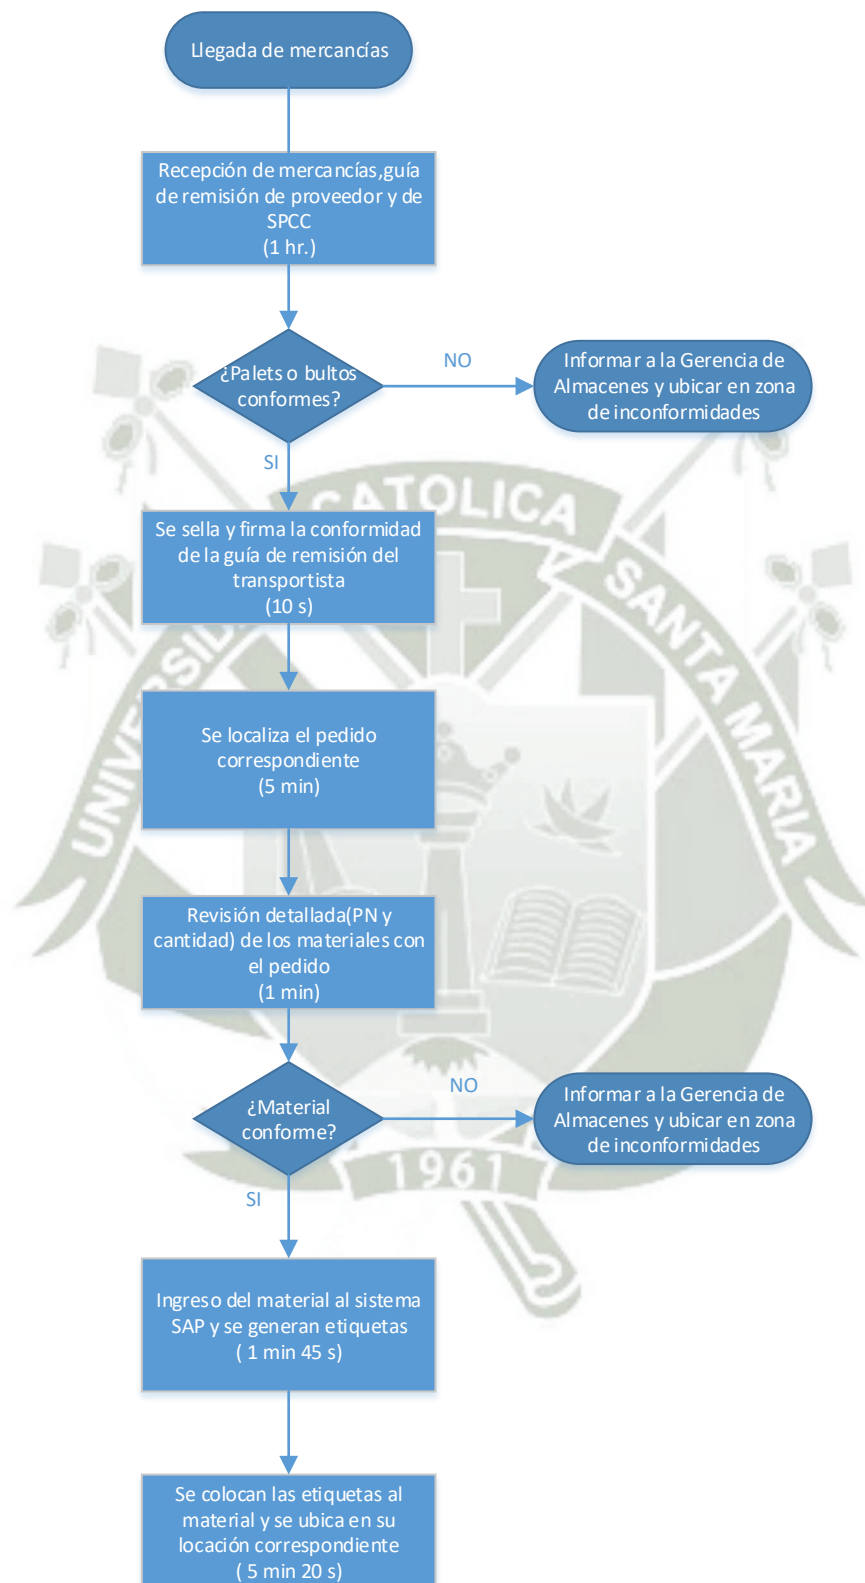 Llegada de mercancías
Recepción de mercancías,guía
de remisión de proveedor y de
SPCC
(1 hr.)
¿Palets o bultos
conformes?
NO
Informar a la Gerencia de
Almacenes y ubicar en zona
de inconformidades
SI
CATOLICA
Se sella y firma la conformidad
de la guía de remisión del
transportista
(10 s)
SANTA MARIA
UNIVERSID
Se localiza el pedido
correspondiente
(5 min)
Revisión detallada(PN y
cantidad) de los materiales con
el pedido
(1 min)
¿Material
conforme?
NO
Informar a la Gerencia de
Almacenes y ubicar en zona
de inconformidades
1961
SI
Ingreso del material al sistema
SAP y se generan etiquetas
( 1 min 45 s)
Se colocan las etiquetas al
material y se ubica en su
locación correspondiente
( 5 min 20 s)